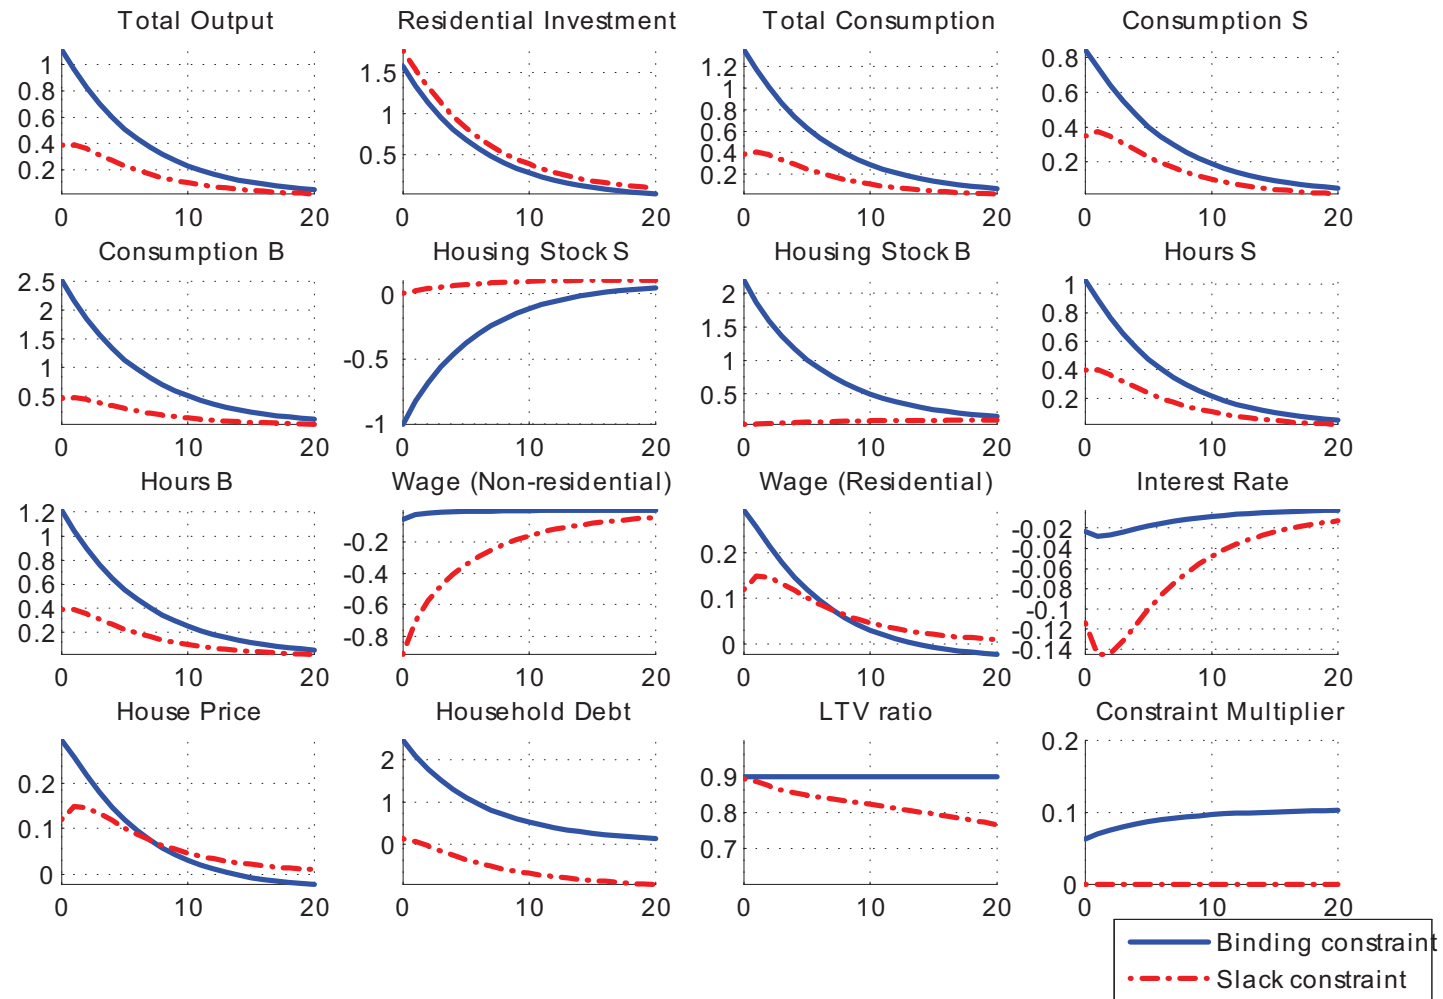 Total Output Residential Investment Total Consumption Consumption S
1 0.8 0.6 0.4 0.2 1.5 1 0.5 1.2 1 0.8 0.6 0.4 0.2 0.8 0.6 0.4 0.2
0 10 20 0 10 20 0 10 20 0 10 20
Consumption B Housing Stock S Housing Stock B Hours S
2.5 2 1.5 1 0.5 0 -0.5 -1 2 1.5 1 0.5 1 0.8 0.6 0.4 0.2
0 10 20 0 10 20 0 10 20 0 10 20
Hours B Wage (Non-residential) Wage (Residential) Interest Rate
1.2 1 0.8 0.6 0.4 0.2 -0.2 -0.4 -0.6 -0.8 0.2 0.1 0 -0.02 -0.04 -0.06 -0.08 -0.1 -0.12 -0.14
0 10 20 0 10 20 0 10 20 0 10 20
House Price Household Debt LTV ratio Constraint Multiplier
0.2 0.1 0 2 1 0 0.9 0.8 0.7 0.2 0.1 0
0 10 20 0 10 20 0 10 20 0 10 20
Binding constraint
Slack constraint